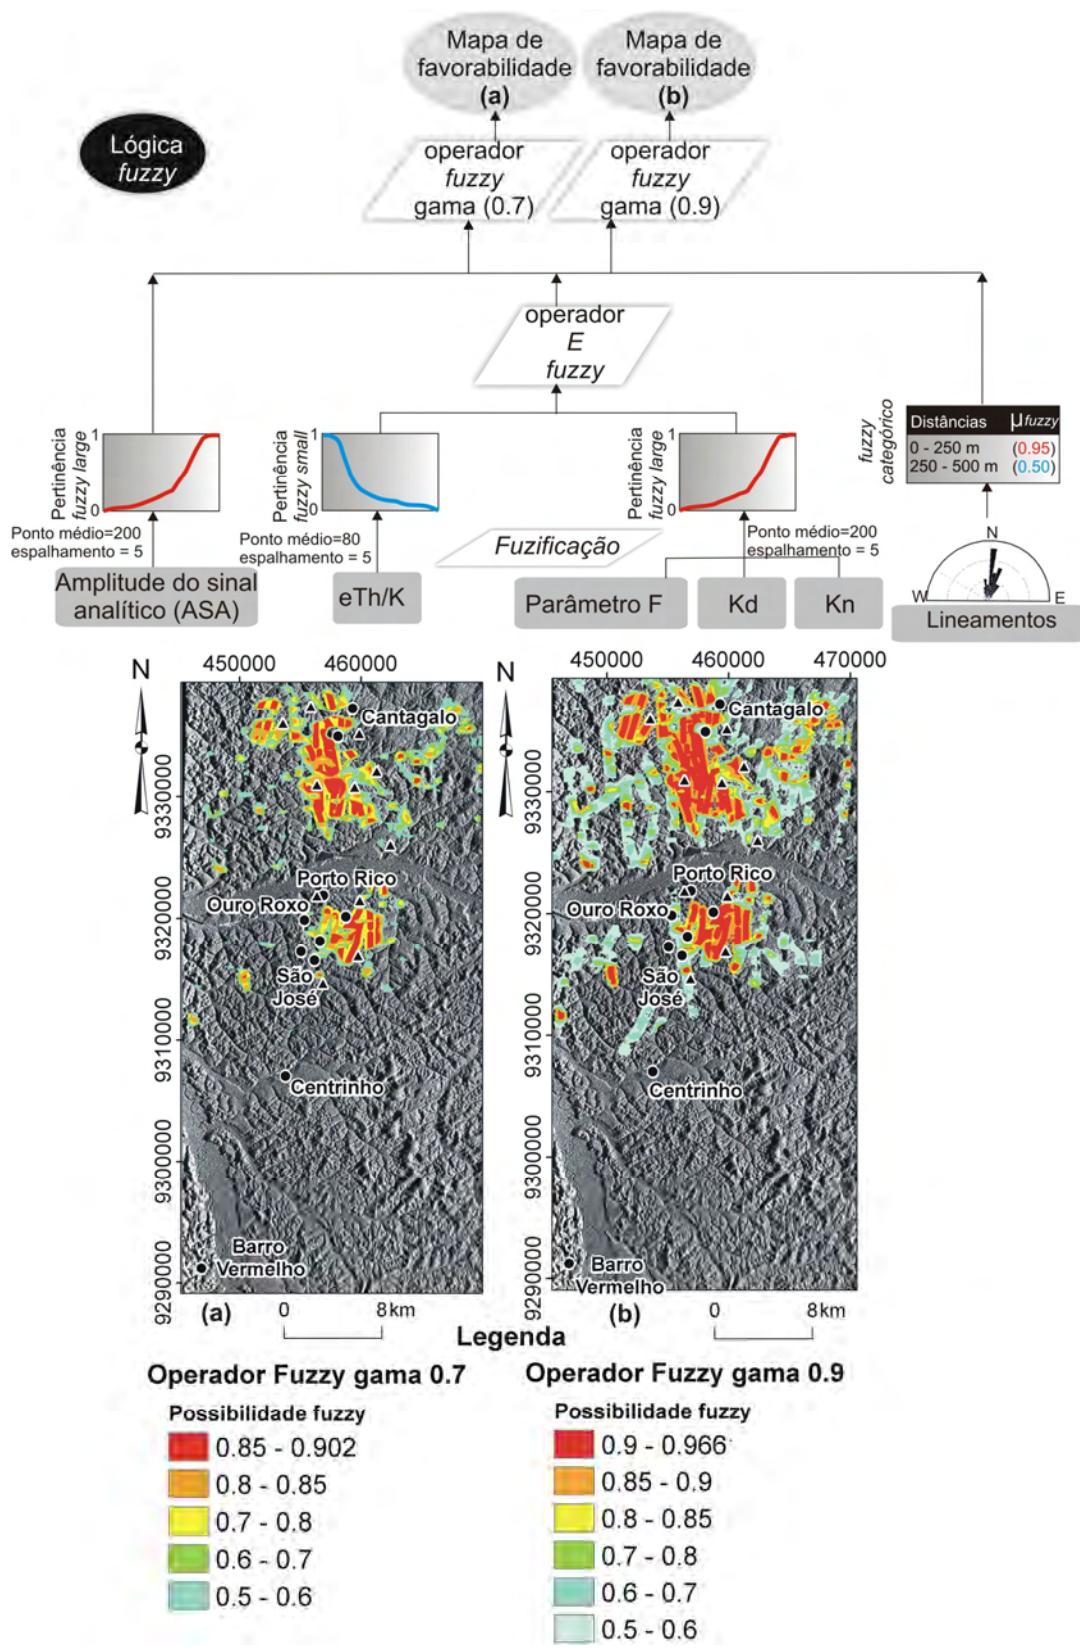 Mapa de
favorabilidade
(a)
Mapa de
favorabilidade
(b)
Lógica
fuzzy
operador
fuzzy
gama (0.7)
operador
fuzzy
gama (0.9)
operador
E
fuzzy
Pertinência
fuzzy large
1
0
Ponto médio=200
espalhamento = 5
Pertinência
fuzzy small
1
0
Ponto médio=80
espalhamento = 5
Pertinência
fuzzy large
1
0
Ponto médio=200
espalhamento = 5
fuzzy
categórico
Distâncias μfuzzy
0 - 250 m (0.95)
250 - 500 m (0.50)
Fuzificação
N
W E
Amplitude do sinal
analítico (ASA)
eTh/K
Parâmetro F
Kd
Kn
Lineamentos
N
450000 460000
9330000
9320000
9310000
9300000
9290000
Cantagalo
Porto Rico
Ouro Roxo
São
José
Centrinho
Barro
Vermelho
(a)
0 8km
N
450000 460000 470000
9330000
9320000
9310000
9300000
9290000
Cantagalo
Porto Rico
Ouro Roxo
São
José
Centrinho
Barro
Vermelho
(b)
0 8km
Legenda
Operador Fuzzy gama 0.7
Possibilidade fuzzy
0.85 - 0.902
0.8 - 0.85
0.7 - 0.8
0.6 - 0.7
0.5 - 0.6
Operador Fuzzy gama 0.9
Possibilidade fuzzy
0.9 - 0.966
0.85 - 0.9
0.8 - 0.85
0.7 - 0.8
0.6 - 0.7
0.5 - 0.6